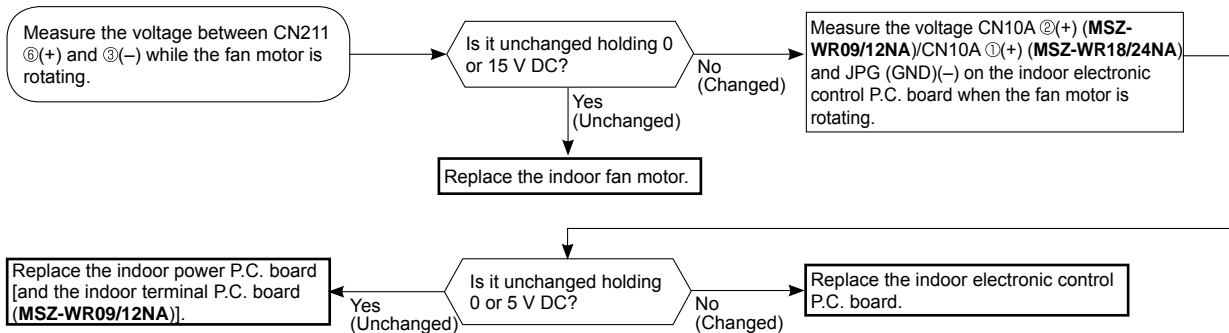 Measure the voltage between CN211
⑥(+) and ③(–) while the fan motor is
rotating.
Is it unchanged holding 0
or 15 V DC?
No
(Changed)
Measure the voltage CN10A ②(+) (MSZ-
WR09/12NA)/CN10A ①(+) (MSZ-WR18/24NA)
and JPG (GND)(–) on the indoor electronic
control P.C. board when the fan motor is
rotating.
Yes
(Unchanged)
Replace the indoor fan motor.
Replace the indoor power P.C. board
[and the indoor terminal P.C. board
(MSZ-WR09/12NA)].
Yes
(Unchanged)
Is it unchanged holding
0 or 5 V DC?
No
(Changed)
Replace the indoor electronic control
P.C. board.